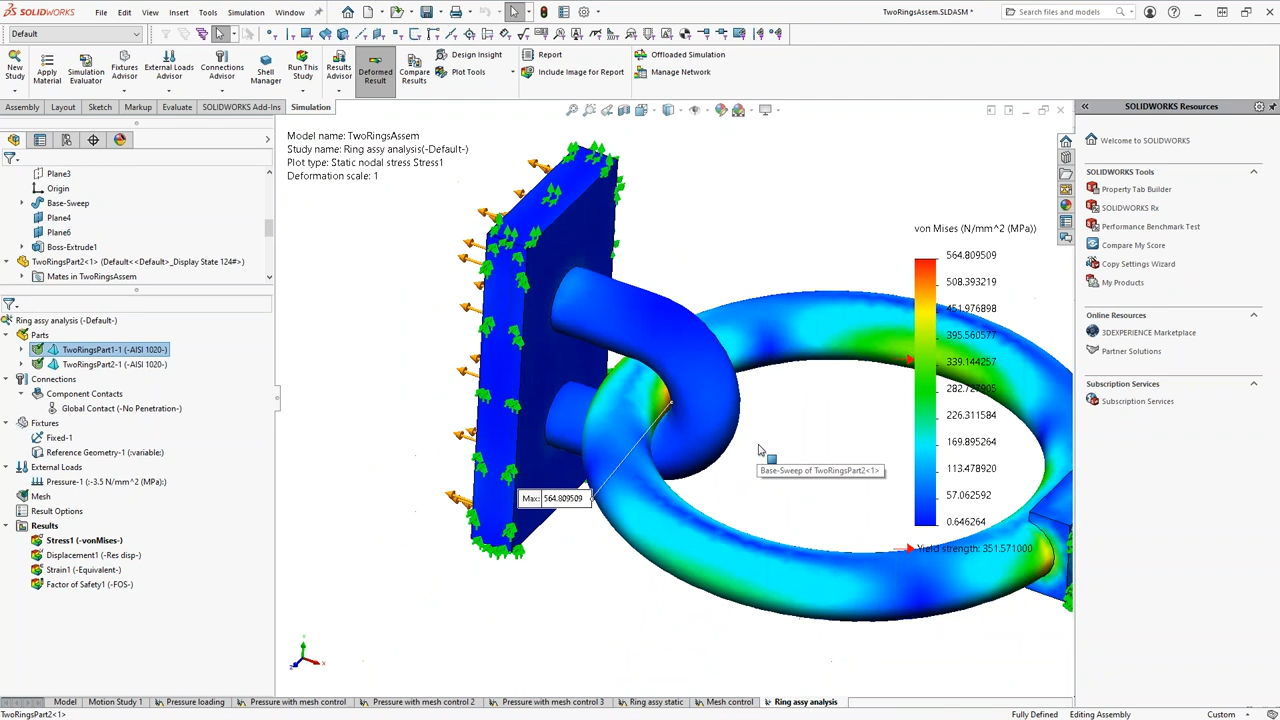 SOLIDWORKS File Edit View Insert Tools Simulation Window TwoRingsAssem.SLDASM * Search files and models
Default
New Study
Apply Material
Simulation Evaluator
Fixtures Advisor
External Loads Advisor
Connections Advisor
Shell Manager
Run This Study
Results Advisor
Deformed Result
Compare Results
Design Insight
Plot Tools
Report
Include Image for Report
Offloaded Simulation
Manage Network
Assembly Layout Sketch Markup Evaluate SOLIDWORKS Add-Ins Simulation
Plane3
Origin
Base-Sweep
Plane4
Plane6
Boss-Extrude1
TwoRingsPart2<1> (Default<<Default>_Display State 124#>)
Mates in TwoRingsAssem
Ring assy analysis (-Default-)
Parts
TwoRingsPart1-1 (-AISI 1020-)
TwoRingsPart2-1 (-AISI 1020-)
Connections
Component Contacts
Global Contact (-No Penetration-)
Fixtures
Fixed-1
Reference Geometry-1 (:variable:)
External Loads
Pressure-1 (:-3.5 N/mm^2 (MPa):)
Mesh
Result Options
Results
Stress1 (-vonMises-)
Displacement1 (-Res disp-)
Strain1 (-Equivalent-)
Factor of Safety1 (-FOS-)
Model name: TwoRingsAssem
Study name: Ring assy analysis(-Default-)
Plot type: Static nodal stress Stress1
Deformation scale: 1
von Mises (N/mm^2 (MPa))
564.809509
508.393219
451.976898
395.560577
339.144257
282.727905
226.311584
169.895264
113.478920
57.062592
0.646264
Yield strength: 351.571000
Max: 564.809509
Base-Sweep of TwoRingsPart2<1>
SOLIDWORKS Resources
Welcome to SOLIDWORKS
SOLIDWORKS Tools
Property Tab Builder
SOLIDWORKS Rx
Performance Benchmark Test
Compare My Score
Copy Settings Wizard
My Products
Online Resources
3DEXPERIENCE Marketplace
Partner Solutions
Subscription Services
Subscription Services
Model Motion Study 1 Pressure loading Pressure with mesh control Pressure with mesh control 2 Pressure with mesh control 3 Ring assy static Mesh control Ring assy analysis
TwoRingsPart2<1> Fully Defined Editing Assembly Custom